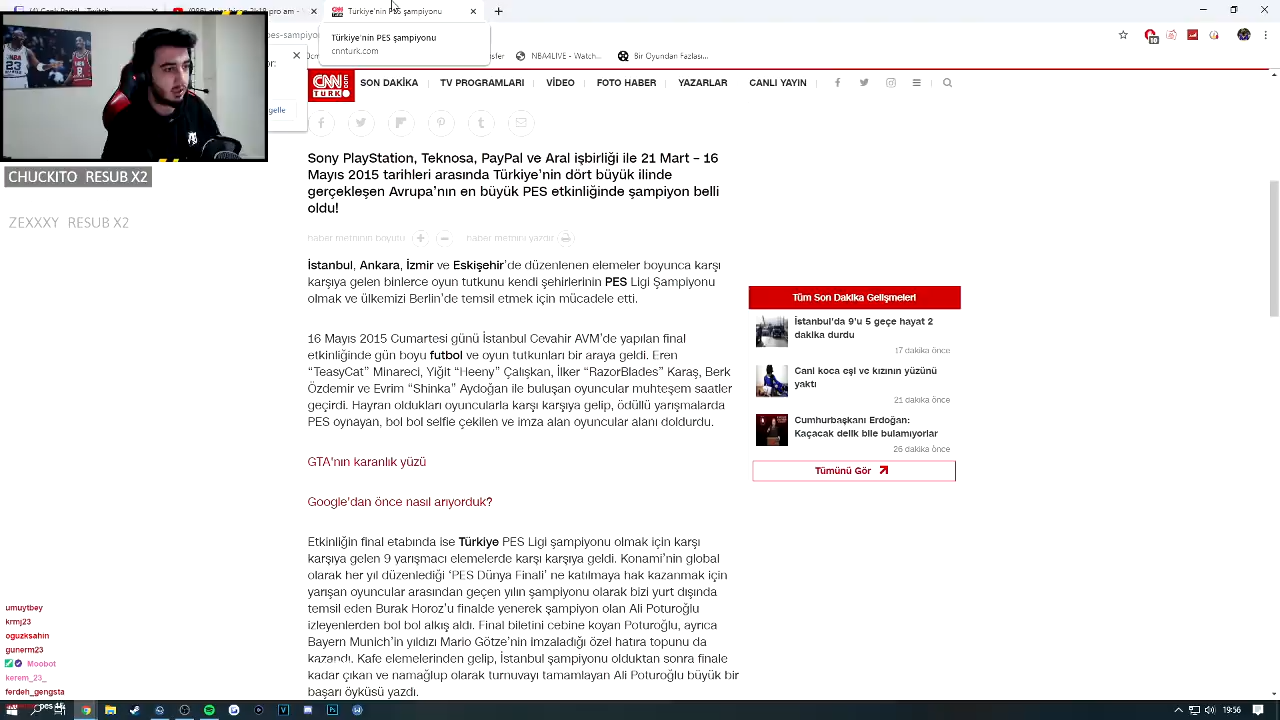 Türkiye'nin PES şampiyonu
Türkiye'nin PES şampiyonu
cnnturk.com
NBA4LIFE - Watch...
Bir Oyundan Fazlası...
10
23
CNN
TURK
SON DAKİKA
TV PROGRAMLARI
VİDEO
FOTO HABER
YAZARLAR
CANLI YAYIN
CHUCKITO RESUB X2
ZEXXXY RESUB X2
Sony PlayStation, Teknosa, PayPal ve Aral işbirliği ile 21 Mart – 16
Mayıs 2015 tarihleri arasında Türkiye’nin dört büyük ilinde
gerçekleşen Avrupa’nın en büyük PES etkinliğinde şampiyon belli
oldu!
haber metninin boyutu
haber metnini yazdır
İstanbul, Ankara, İzmir ve Eskişehir’de düzenlenen elemeler boyunca karşı
karşıya gelen binlerce oyun tutkunu kendi şehirlerinin PES Ligi Şampiyonu
olmak ve ülkemizi Berlin’de temsil etmek için mücadele etti.
16 Mayıs 2015 Cumartesi günü İstanbul Cevahir AVM’de yapılan final
etkinliğinde gün boyu futbol ve oyun tutkunları bir araya geldi. Eren
“TeasyCat” Minareci, Yiğit “Heeny” Çalışkan, İlker “RazorBlades” Karaş, Berk
Özdemir ve Evrim “Shinka” Aydoğan ile buluşan oyuncular muhteşem saatler
geçirdi. Hayran oldukları oyuncularla karşı karşıya gelip, ödüllü yarışmalarda
PES oynayan, bol bol selfie çekilen ve imza alan oyuncular alanı doldurdu.
GTA'nın karanlık yüzü
Google'dan önce nasıl arıyorduk?
Etkinliğin final etabında ise Türkiye PES Ligi şampiyonu olmak için karşı
karşıya gelen 9 yarışmacı elemelerde karşı karşıya geldi. Konami’nin global
olarak her yıl düzenlediği ‘PES Dünya Finali’ ne katılmaya hak kazanmak için
yarışan oyuncular arasından geçen yılın şampiyonu olarak bizi yurt dışında
temsil eden Burak Horoz’u finalde yenerek şampiyon olan Ali Poturoğlu
izleyenlerden bol bol alkış aldı. Final biletini cebine koyan Poturoğlu, ayrıca
Bayern Munich’in yıldızı Mario Götze’nin imzaladığı özel hatıra topunu da
kazandı. Kafe elemelerinden gelip, İstanbul şampiyonu olduktan sonra finale
kadar çıkan ve namağlup olarak turnuvayı tamamlayan Ali Poturoğlu büyük bir
başarı öyküsü yazdı.
Tüm Son Dakika Gelişmeleri
İstanbul'da 9'u 5 geçe hayat 2
dakika durdu
17 dakika önce
Cani koca eşi ve kızının yüzünü
yaktı
21 dakika önce
Cumhurbaşkanı Erdoğan:
Kaçacak delik bile bulamıyorlar
26 dakika önce
Tümünü Gör
umuytbey
krmj23
oguzksahin
gunerm23
Moobot
kerem_23_
ferdeh_gengsta
19:56